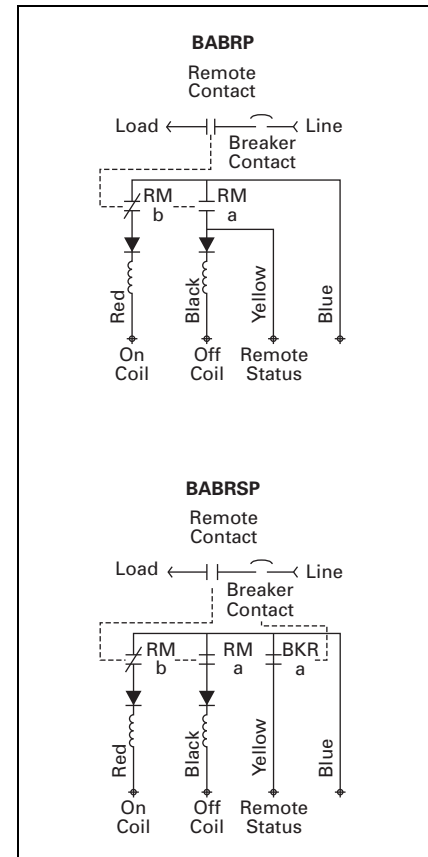 BABRP
Remote
Contact
Load
Line
Breaker
Contact
RM
b
RM
a
Red
Black
Yellow
Blue
On
Coil
Off
Coil
Remote
Status
BABRSP
Remote
Contact
Load
Line
Breaker
Contact
RM
b
RM
a
BKR
a
Red
Black
Yellow
Blue
On
Coil
Off
Coil
Remote
Status